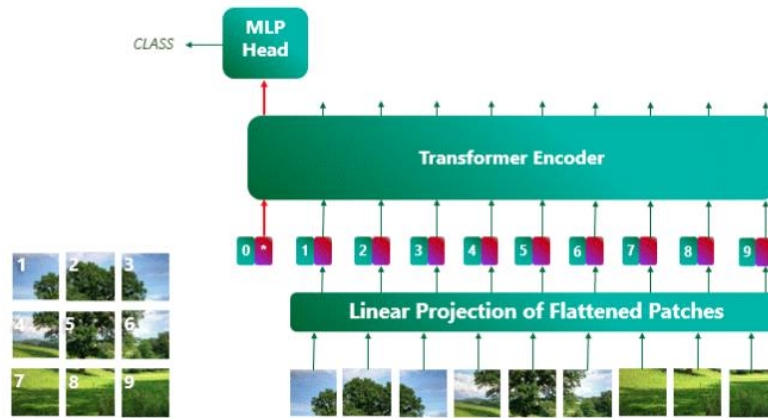 MLP
Head
CLASS
Transformer Encoder
0 * 1 2 3 4 5 6 7 8 9
1 2 3
Linear Projection of Flattened Patches
4 5 6
7 8 9